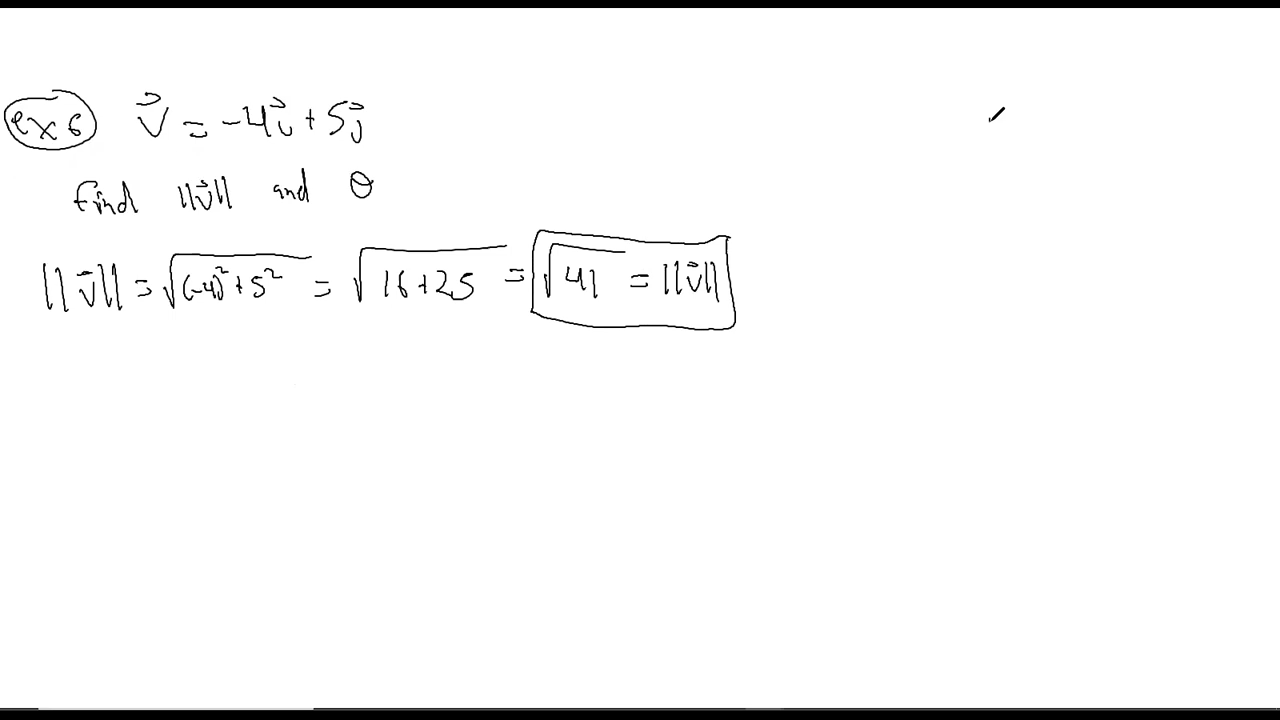 ex 6 v⃗ = -4i⃗ + 5j⃗
find ||v⃗|| and θ
||v⃗|| = √((-4)² + 5²) = √(16+25) = √41 = ||v⃗||